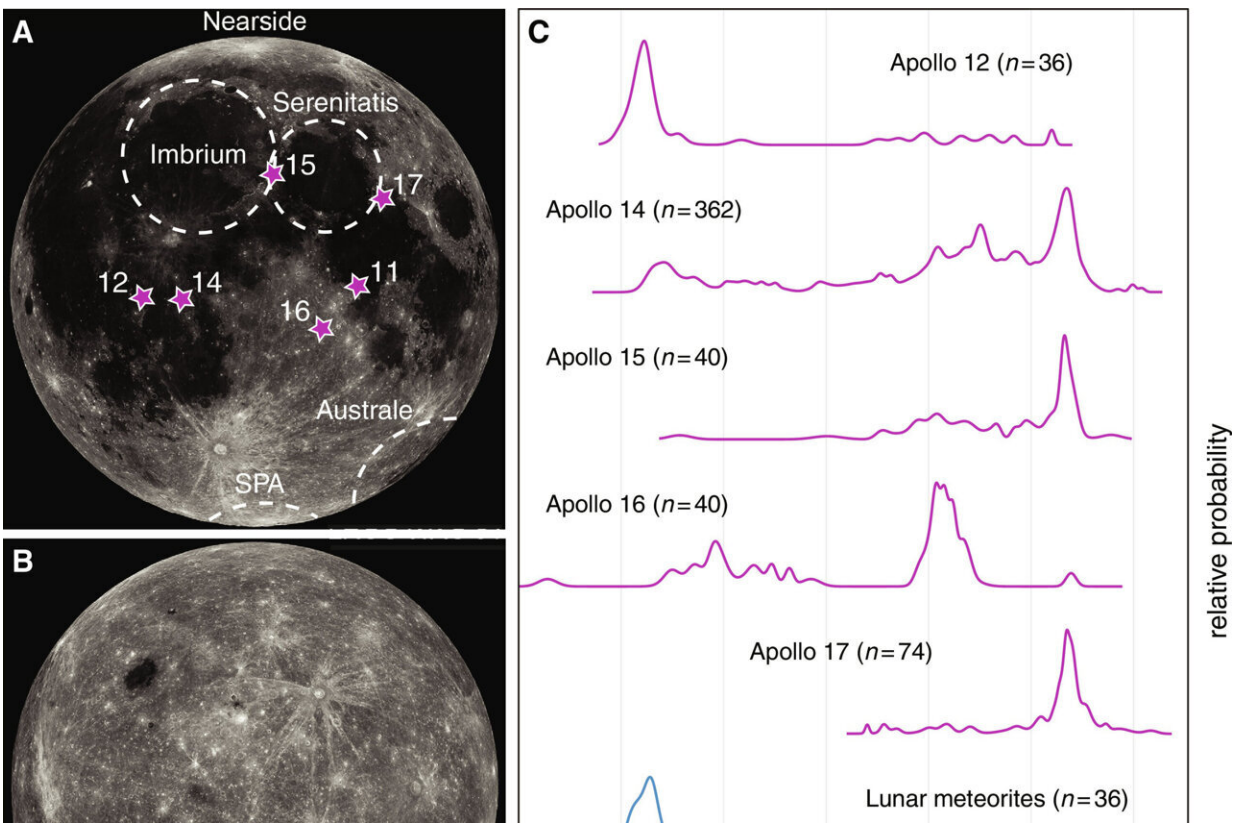 A
Nearside
Serenitatis
Imbrium
15
17
12
14
11
16
Australe
SPA
B
C
Apollo 12 (n=36)
Apollo 14 (n=362)
Apollo 15 (n=40)
Apollo 16 (n=40)
Apollo 17 (n=74)
Lunar meteorites (n=36)
relative probability